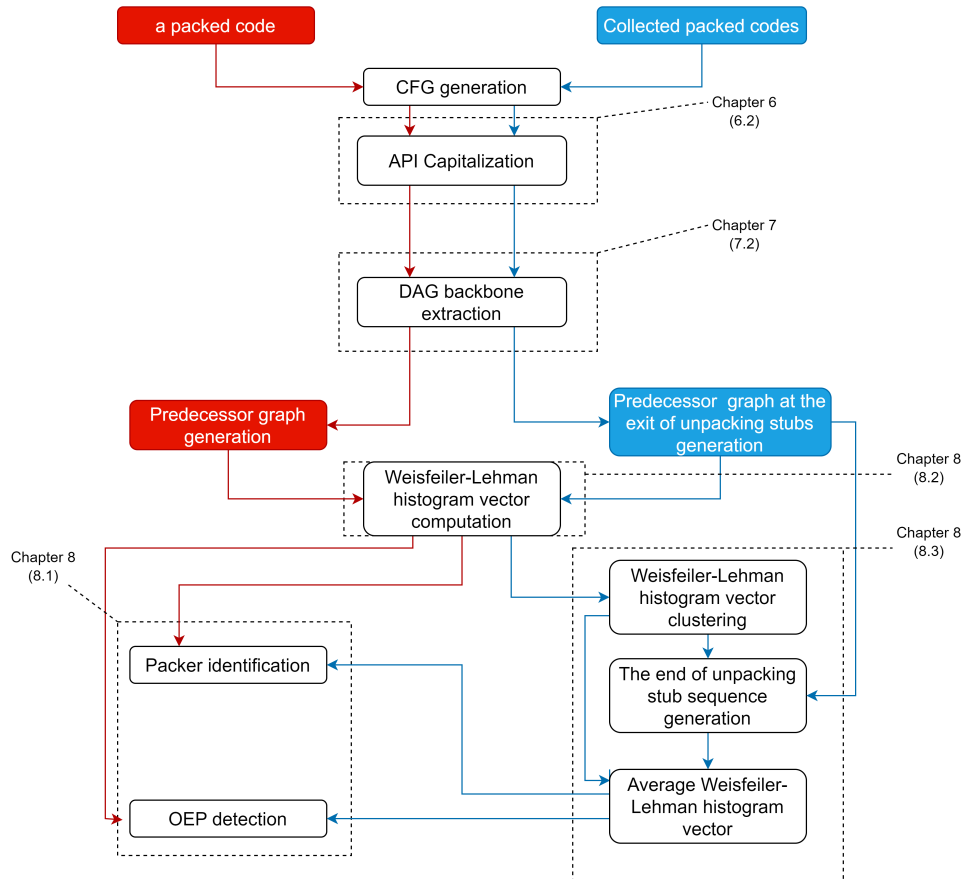 a packed code
Collected packed codes
CFG generation
Chapter 6
(6.2)
API Capitalization
Chapter 7
(7.2)
DAG backbone
extraction
Predecessor graph
generation
Predecessor graph at the
exit of unpacking stubs
generation
Weisfeiler-Lehman
histogram vector
computation
Chapter 8
(8.2)
Chapter 8
(8.3)
Chapter 8
(8.1)
Weisfeiler-Lehman
histogram vector
clustering
Packer identification
The end of unpacking
stub sequence
generation
OEP detection
Average Weisfeiler-
Lehman histogram
vector